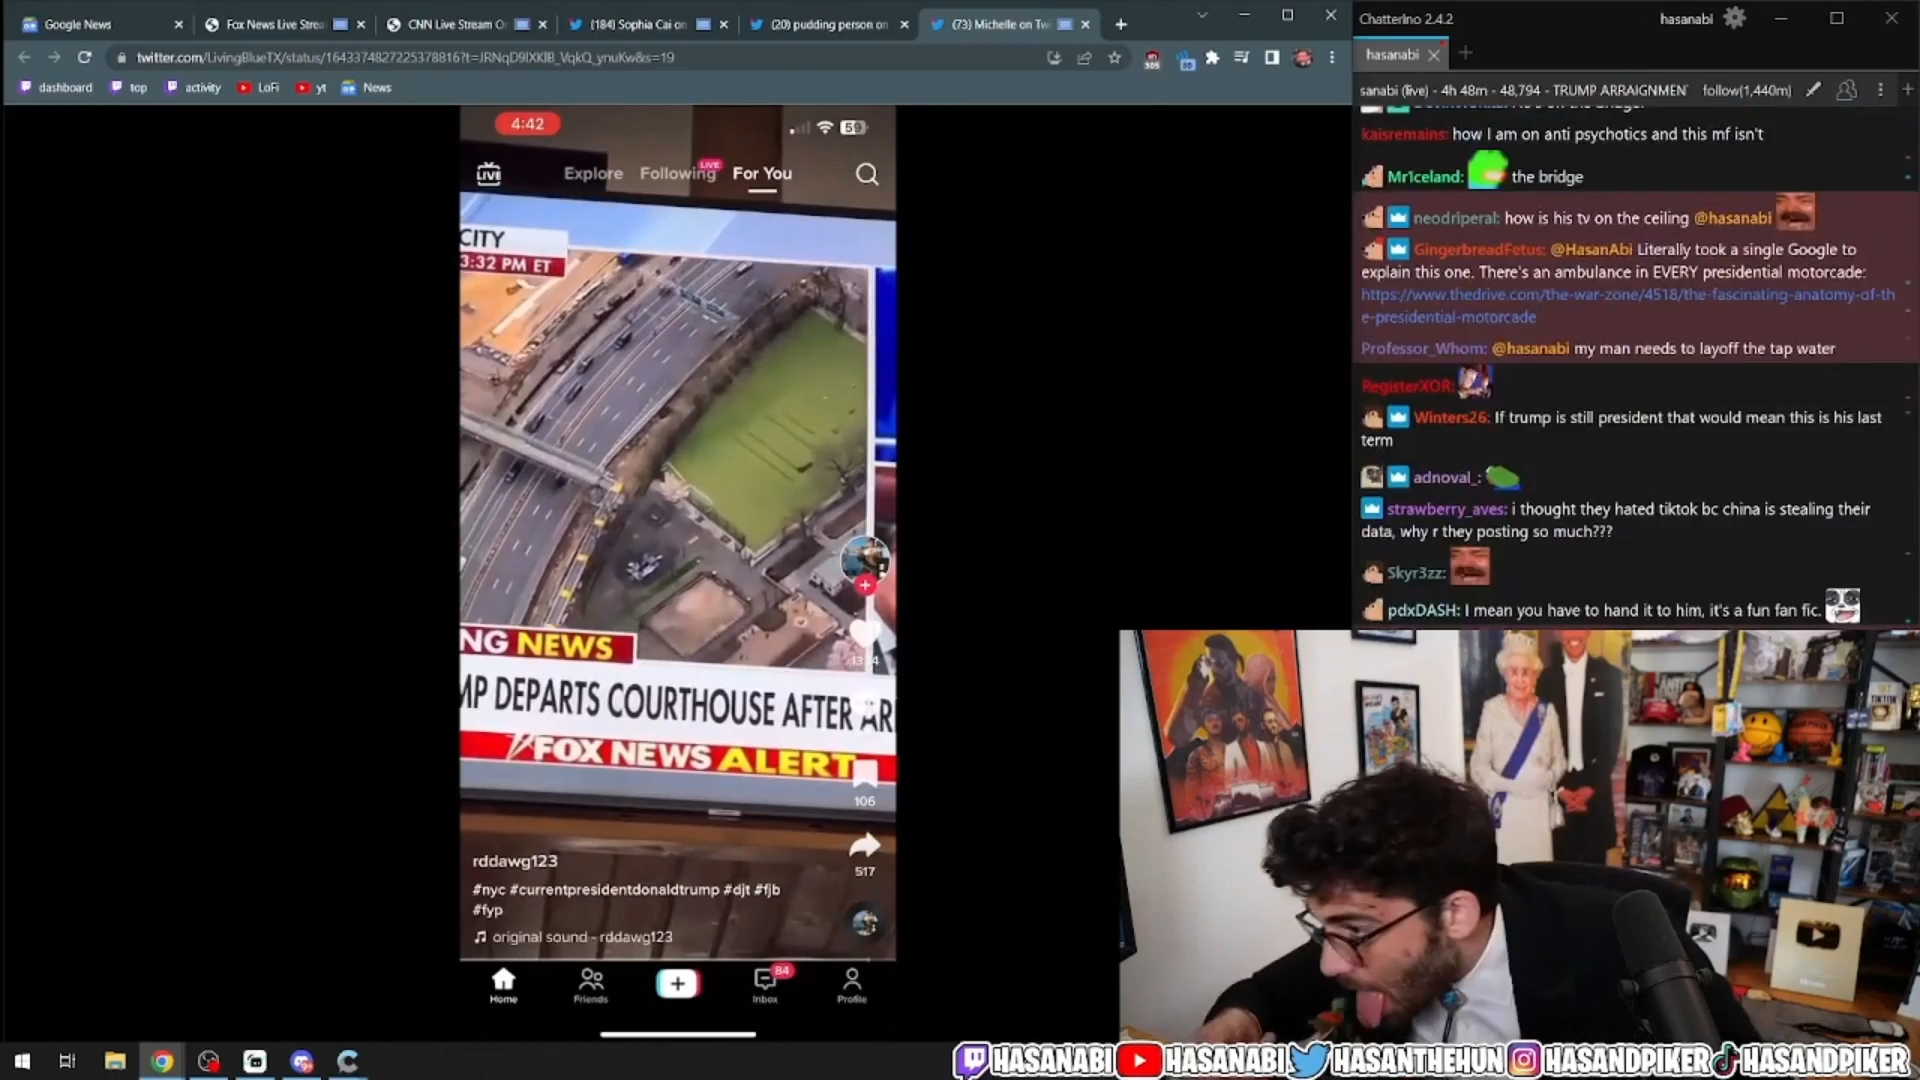 Google News
Fox News Live Strea
CNN Live Stream O
(184) Sophia Cai on
(20) pudding person on
(73) Michelle on Tw
twitter.com/LivingBlueTX/status/1643374827225378816?t=JRNqD9lXKlB_VqkQ_ynuKw&s=19
dashboard
top
activity
LoFi
yt
News
4:42
59
LIVE
Explore
Following
LIVE
For You
CITY
3:32 PM ET
NG NEWS
MP DEPARTS COURTHOUSE AFTER AR
FOX NEWS ALERT
106
517
rddawg123
#nyc #currentpresidentdonaldtrump #djt #fjb
#fyp
original sound - rddawg123
Home
Friends
84
Inbox
Profile
Chatterino 2.4.2
hasanabi
hasanabi
sanabi (live) - 4h 48m - 48,794 - TRUMP ARRAIGNMEN
follow(1,440m)
kaisremains: how I am on anti psychotics and this mf isn't
Mr1celand: the bridge
neodriperal: how is his tv on the ceiling @hasanabi
GingerbreadFetus: @HasanAbi Literally took a single Google to
explain this one. There's an ambulance in EVERY presidential motorcade:
https://www.thedrive.com/the-war-zone/4518/the-fascinating-anatomy-of-th
e-presidential-motorcade
Professor_Whom: @hasanabi my man needs to layoff the tap water
RegisterXOR:
Winters26: If trump is still president that would mean this is his last
term
adnoval_:
strawberry_aves: i thought they hated tiktok bc china is stealing their
data, why r they posting so much???
Skyr3zz:
pdxDASH: I mean you have to hand it to him, it's a fun fan fic.
HASANABI
HASANABI
HASANTHEHUN
HASANDPIKER
HASANDPIKER